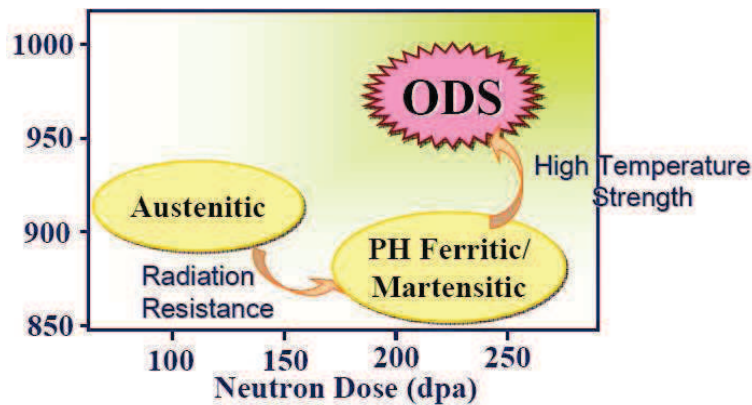 1000
950
900
850
ODS
High Temperature
Strength
Austenitic
PH Ferritic/
Martensitic
Radiation
Resistance
100
150
200
250
Neutron Dose (dpa)